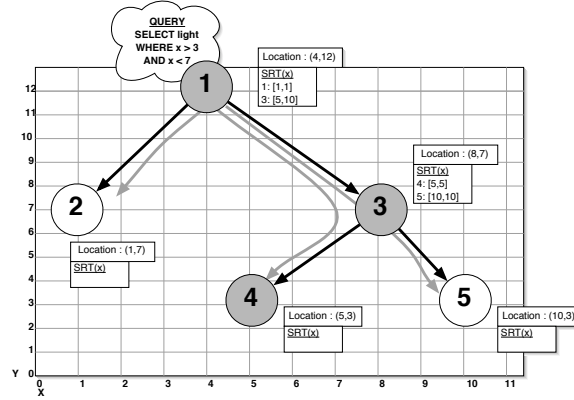 QUERY
SELECT light
WHERE x > 3
AND x < 7
Location : (4,12)
SRT(x)
1: [1,1]
3: [5,10]
1
Location : (8,7)
SRT(x)
4: [5,5]
5: [10,10]
2
3
Location : (1,7)
SRT(x)
4
5
Location : (5,3)
SRT(x)
Location : (10,3)
SRT(x)
12
11
10
9
8
7
6
5
4
3
2
1
Y 0
0 1 2 3 4 5 6 7 8 9 10 11
X